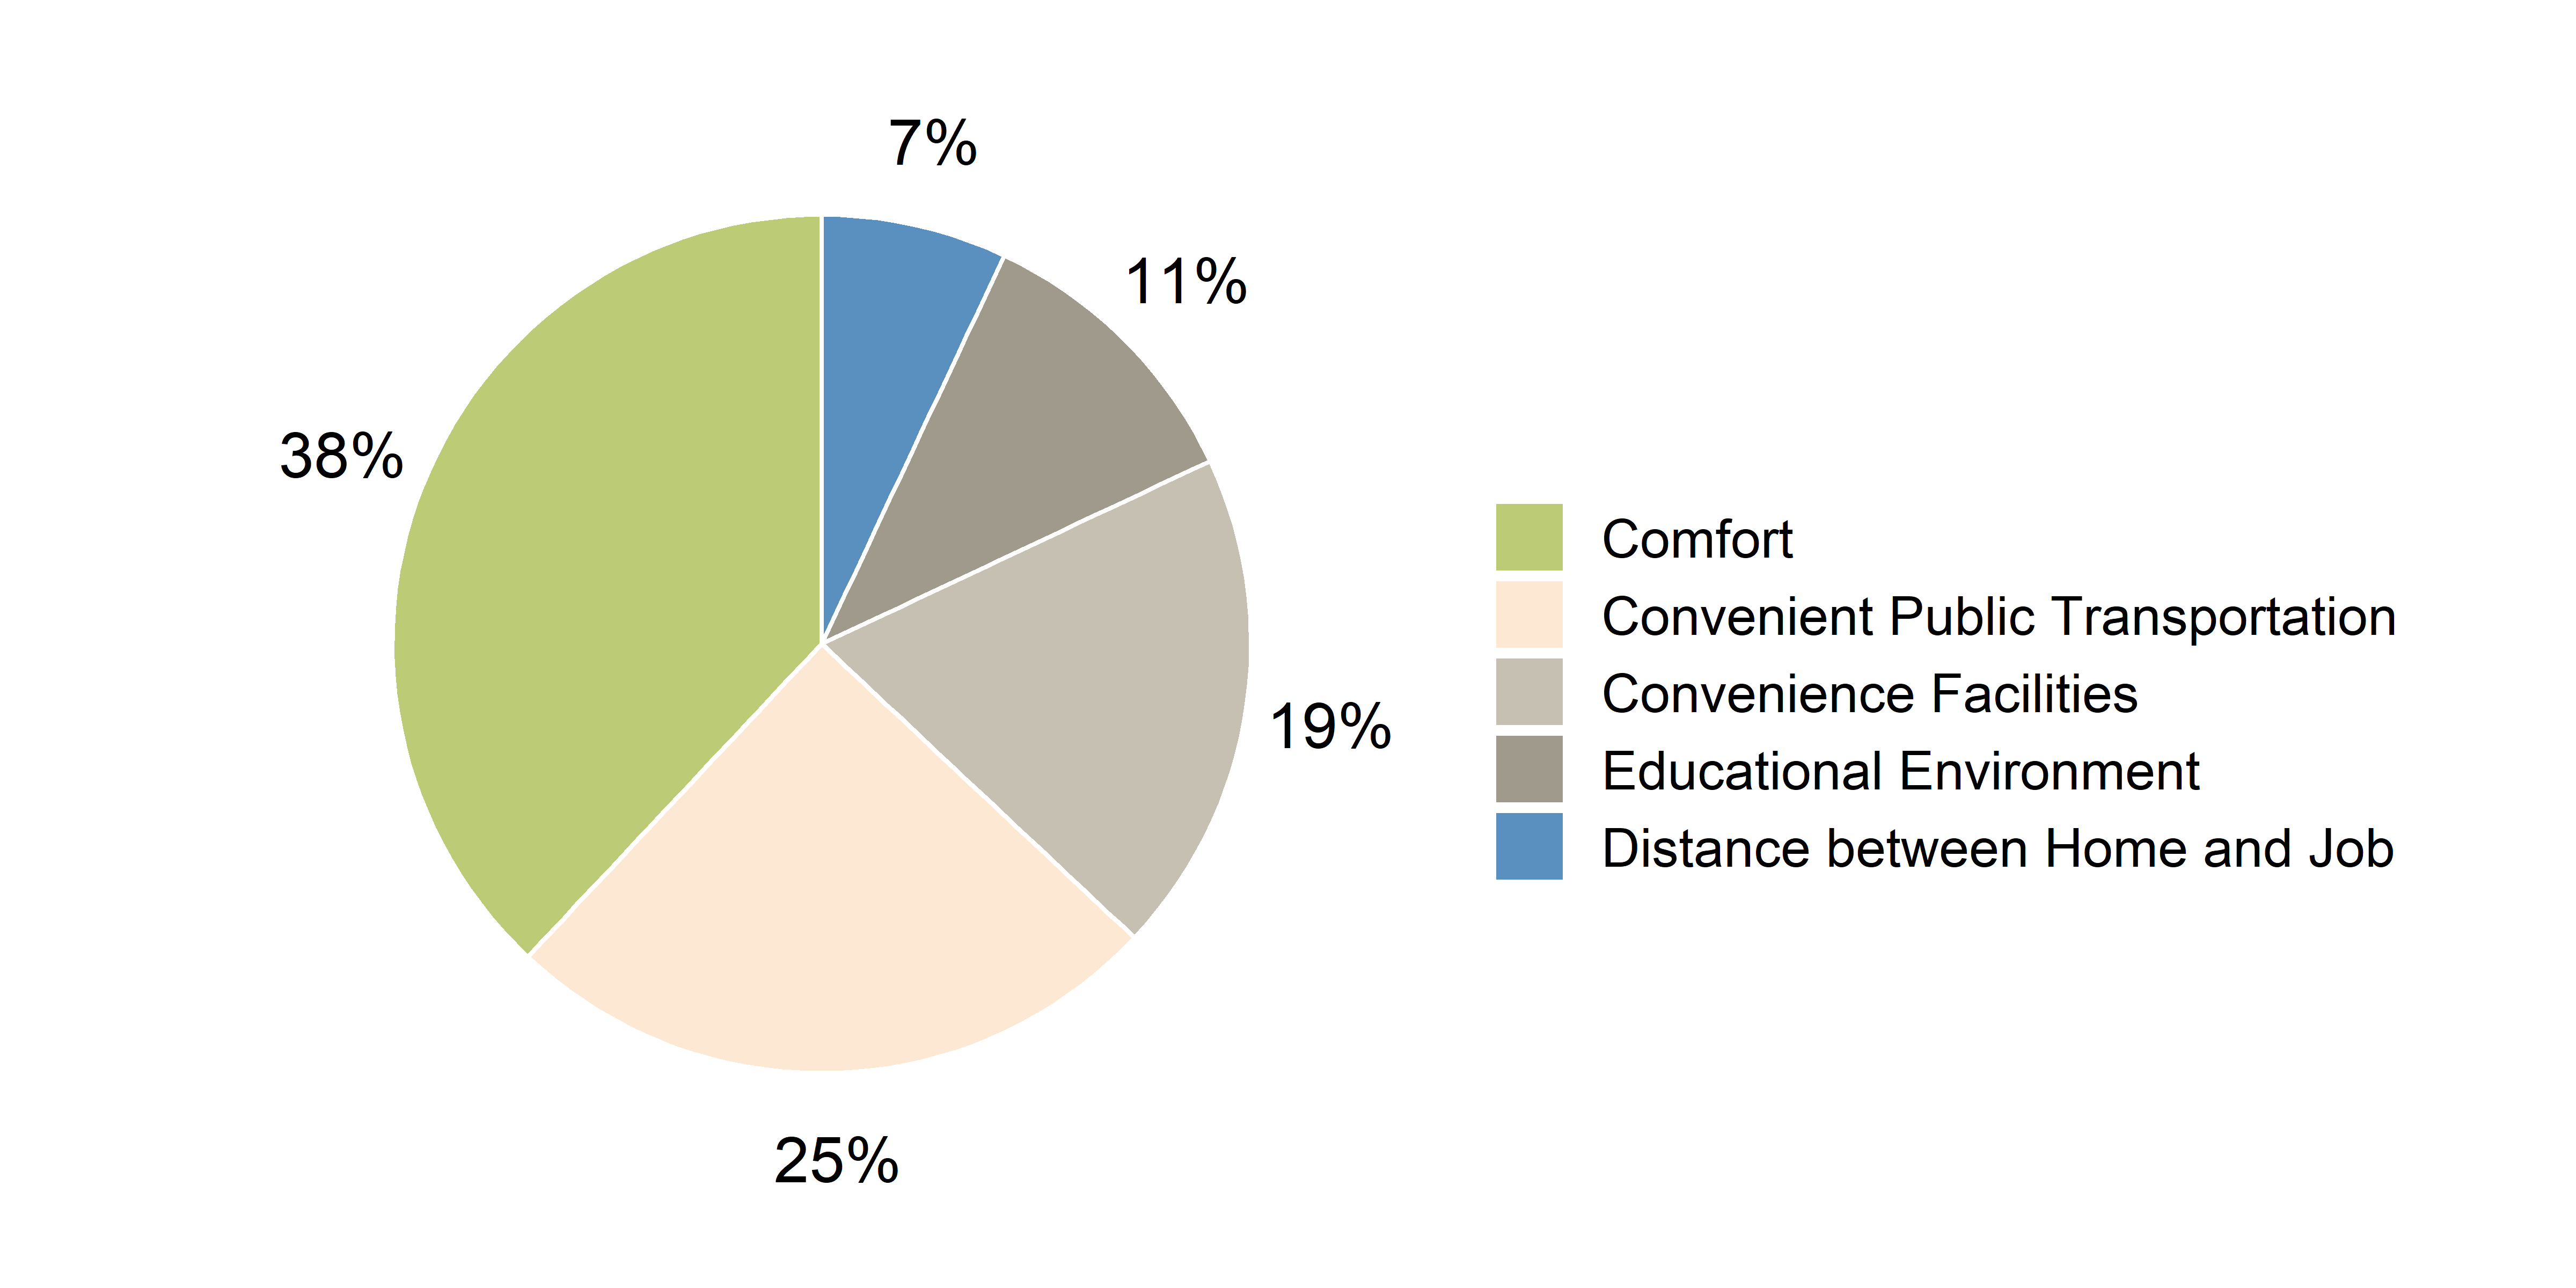 7%
11%
38%
19%
25%
Comfort
Convenient Public Transportation
Convenience Facilities
Educational Environment
Distance between Home and Job